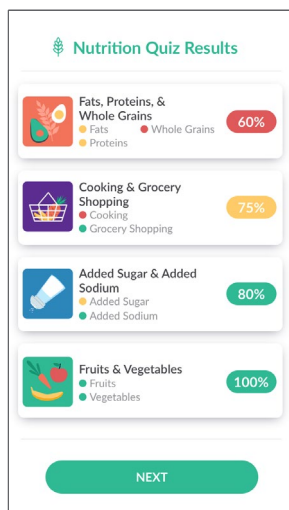 Nutrition Quiz Results
Fats, Proteins, &
Whole Grains
Fats Whole Grains
Proteins
60%
Cooking & Grocery
Shopping
Cooking
Grocery Shopping
75%
Added Sugar & Added
Sodium
Added Sugar
Added Sodium
80%
Fruits & Vegetables
Fruits
Vegetables
100%
NEXT